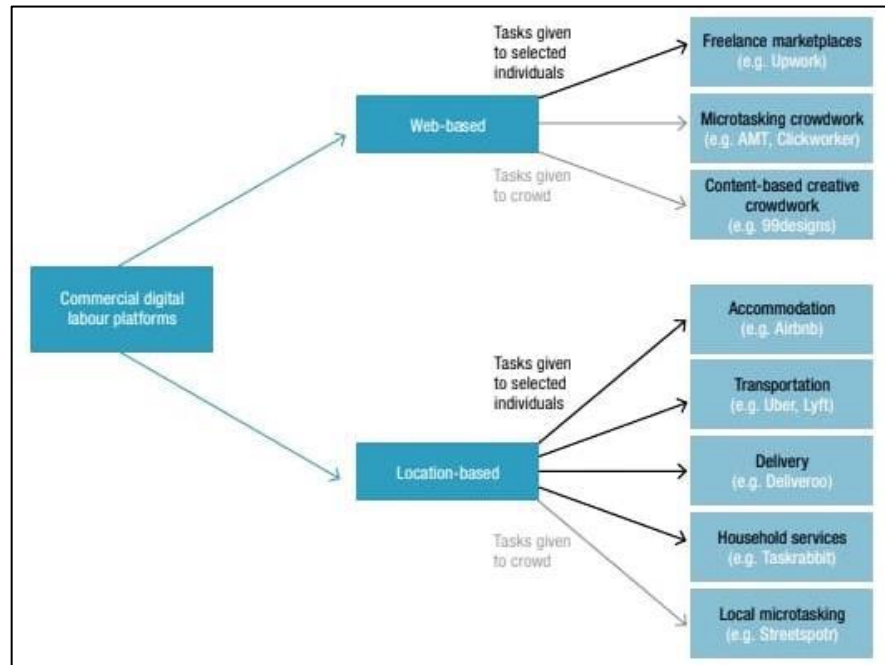 Tasks given
to selected
individuals
Freelance marketplaces
(e.g. Upwork)
Web-based
Microtasking crowdwork
(e.g. AMT, Clickworker)
Tasks given
to crowd
Content-based creative
crowdwork
(e.g. 99designs)
Commercial digital
labour platforms
Accommodation
(e.g. Airbnb)
Tasks given
to selected
individuals
Transportation
(e.g. Uber, Lyft)
Location-based
Delivery
(e.g. Deliveroo)
Tasks given
to crowd
Household services
(e.g. Taskrabbit)
Local microtasking
(e.g. Streetspotr)